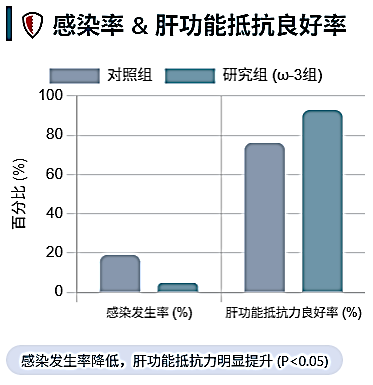 感染率 & 肝功能抵抗良好率
对照组 研究组 (ω-3组)
100
80
60
40
20
0
百分比 (%)
感染发生率 (%) 肝功能抵抗力良好率 (%)
感染发生率降低，肝功能抵抗力明显提升 (P<0.05)